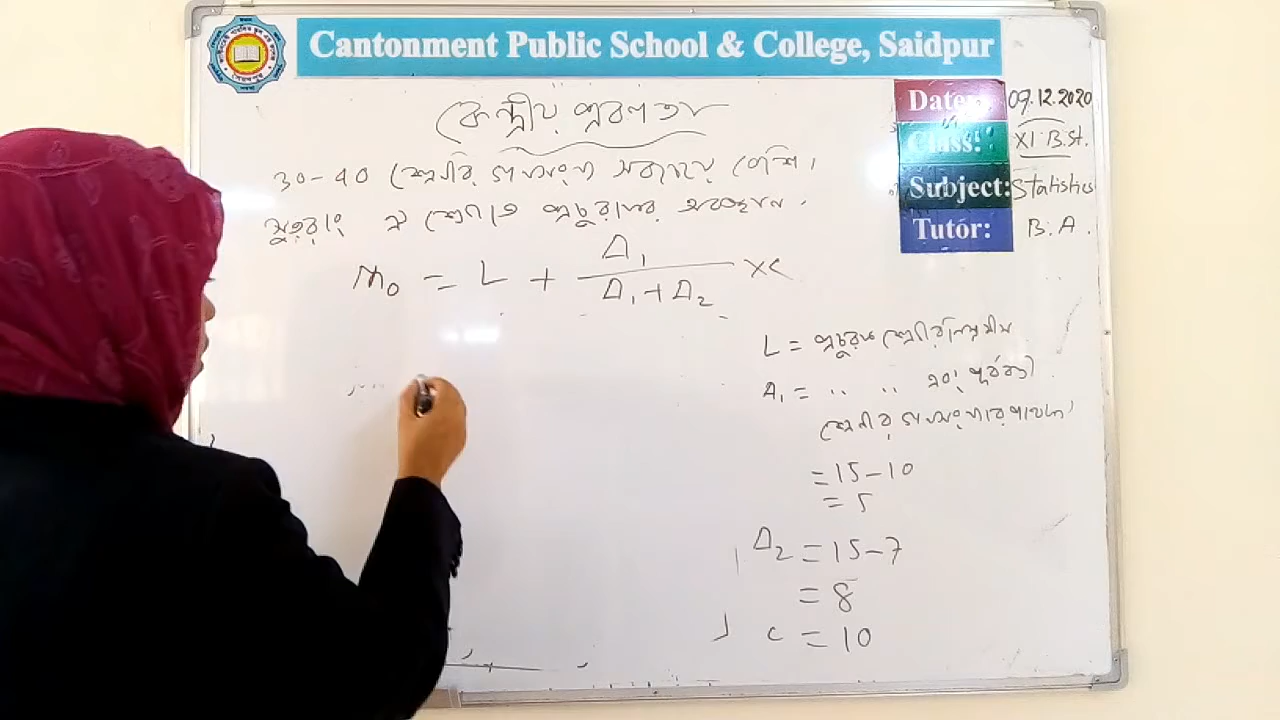 Cantonment Public School & College, Saidpur
কেন্দ্রীয় প্রবণতা
Date: 09.12.2020
Class: XI B.St.
Subject: Statistics
Tutor: B.A.
30-40 শ্রেণীর গণসংখ্যা সবচেয়ে বেশি।
সুতরাং ঐ শ্রেণীতে প্রচুরকের অবস্থান।
M₀ = L + Δ₁ / (Δ₁ + Δ₂) × c
L = প্রচুরক শ্রেণীর নিম্নসীমা
Δ₁ = ,, ,, এবং পূর্ববর্তী
শ্রেণীর গণসংখ্যার পার্থক্য
= 15 - 10
= 5
Δ₂ = 15 - 7
= 8
c = 10